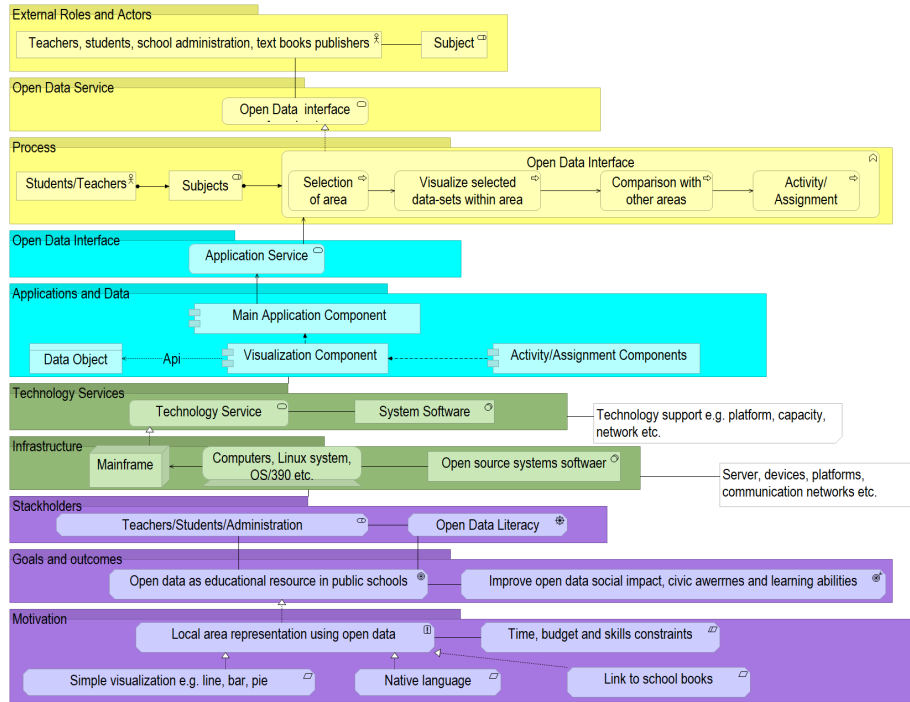 External Roles and Actors
Teachers, students, school administration, text books publishers
Subject
Open Data Service
Open Data interface
Process
Open Data Interface
Students/Teachers
Subjects
Selection
of area
Visualize selected
data-sets within area
Comparison with
other areas
Activity/
Assignment
Open Data Interface
Application Service
Applications and Data
Main Application Component
Data Object
Api
Visualization Component
Activity/Assignment Components
Technology Services
Technology Service
System Software
Technology support e.g. platform, capacity,
network etc.
Infrastructure
Mainframe
Computers, Linux system,
OS/390 etc.
Open source systems softwaer
Server, devices, platforms,
communication networks etc.
Stackholders
Teachers/Students/Administration
Open Data Literacy
Goals and outcomes
Open data as educational resource in public schools
Improve open data social impact, civic awernes and learning abilities
Motivation
Local area representation using open data
Time, budget and skills constraints
Simple visualization e.g. line, bar, pie
Native language
Link to school books